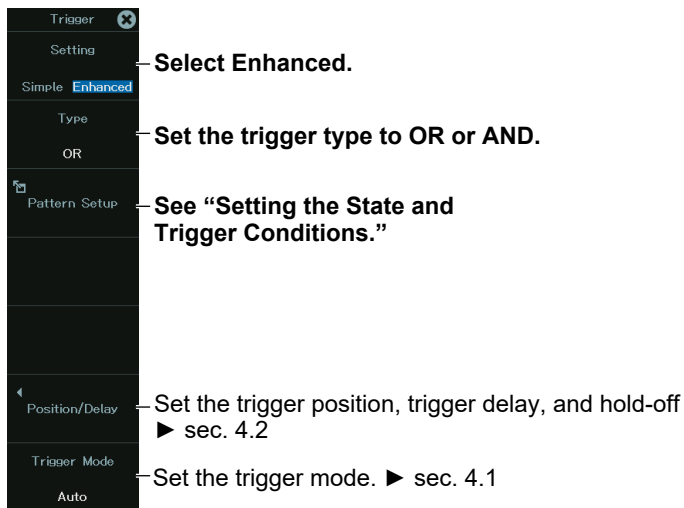 Trigger
Setting
Simple Enhanced
Select Enhanced.
Type
OR
Set the trigger type to OR or AND.
Pattern Setup
See “Setting the State and
Trigger Conditions.”
Position/Delay
Set the trigger position, trigger delay, and hold-off
► sec. 4.2
Trigger Mode
Auto
Set the trigger mode. ► sec. 4.1